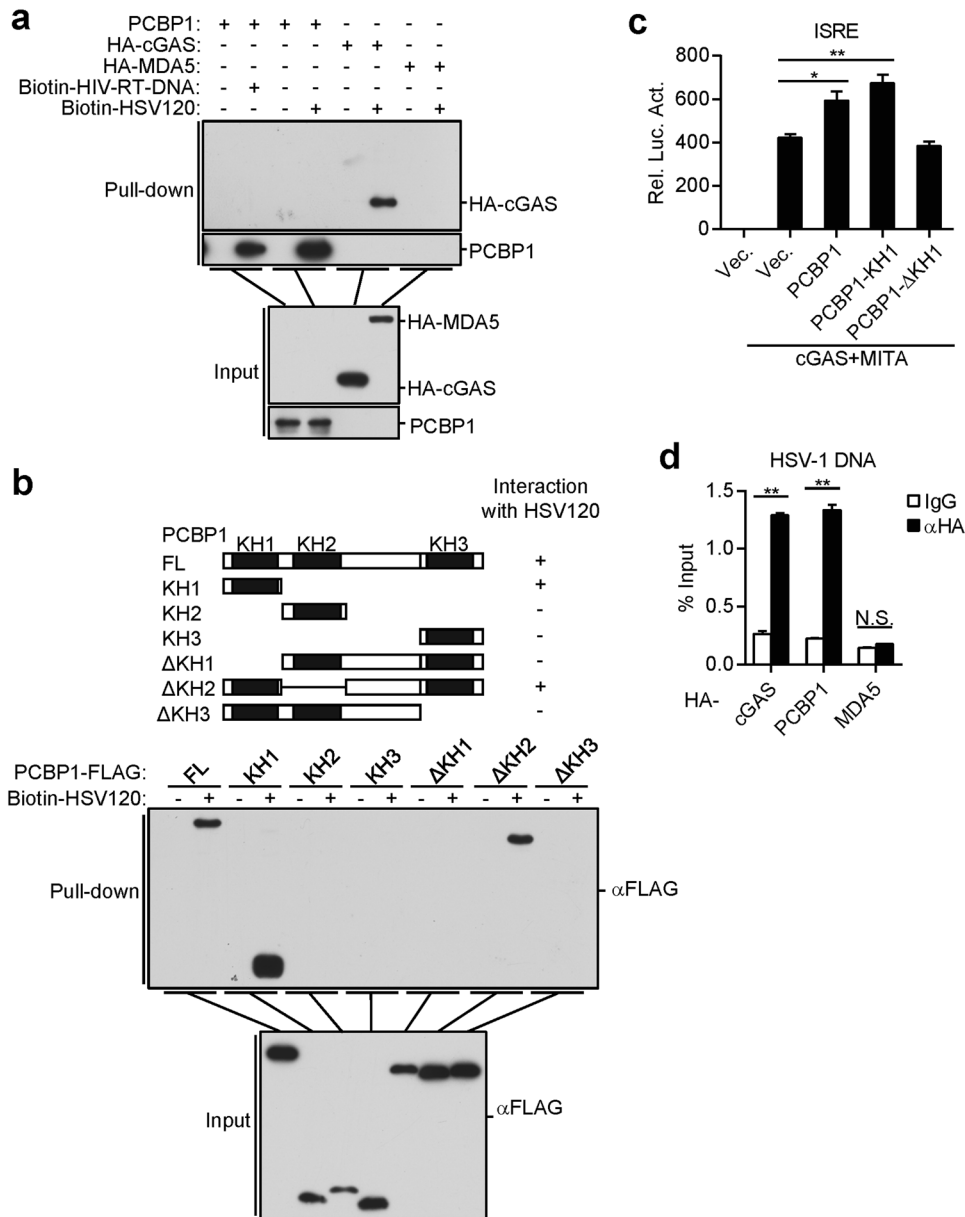 a
PCBP1: + + + + - - - -
HA-cGAS: - - - - + + - -
HA-MDA5: - - - - - - + +
Biotin-HIV-RT-DNA: - + - - - - - -
Biotin-HSV120: - - - + - + - +
Pull-down
HA-cGAS
PCBP1
Input
HA-MDA5
HA-cGAS
PCBP1
b
Interaction
with HSV120
PCBP1
KH1 KH2 KH3
FL +
KH1 +
KH2 -
KH3 -
ΔKH1 -
ΔKH2 +
ΔKH3 -
PCBP1-FLAG: FL KH1 KH2 KH3 ΔKH1 ΔKH2 ΔKH3
Biotin-HSV120: - + - + - + - + - + - + - +
Pull-down
αFLAG
Input
αFLAG
c
ISRE
**
*
Rel. Luc. Act.
800
600
400
200
0
Vec. Vec. PCBP1 PCBP1-KH1 PCBP1-ΔKH1
cGAS+MITA
d
HSV-1 DNA
IgG
αHA
** ** N.S.
% Input
1.5
1.0
0.5
0.0
HA- cGAS PCBP1 MDA5